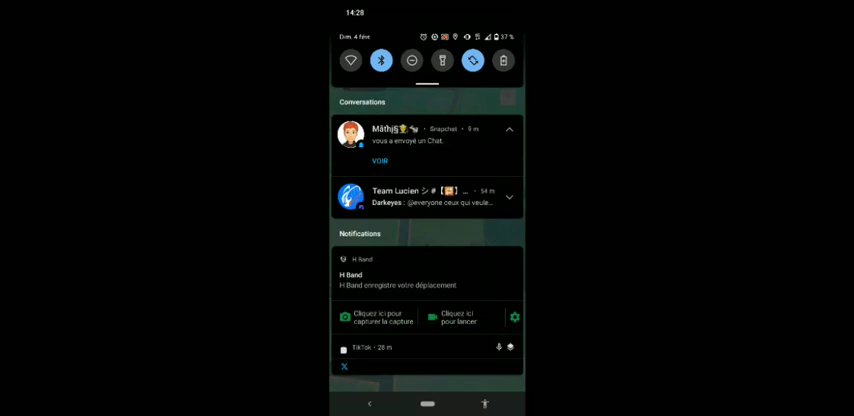 14:28
Dim. 4 févr.
37 %
Conversations
Snapchat • 9 m
vous a envoyé un Chat.
VOIR
Team Lucien シ #【 】 ... • 54 m
Darkeyes : @everyone ceux qui veule...
Notifications
H Band
H Band
H Band enregistre votre déplacement
Cliquez ici pour
capturer la capture
Cliquez ici
pour lancer
TikTok • 28 m